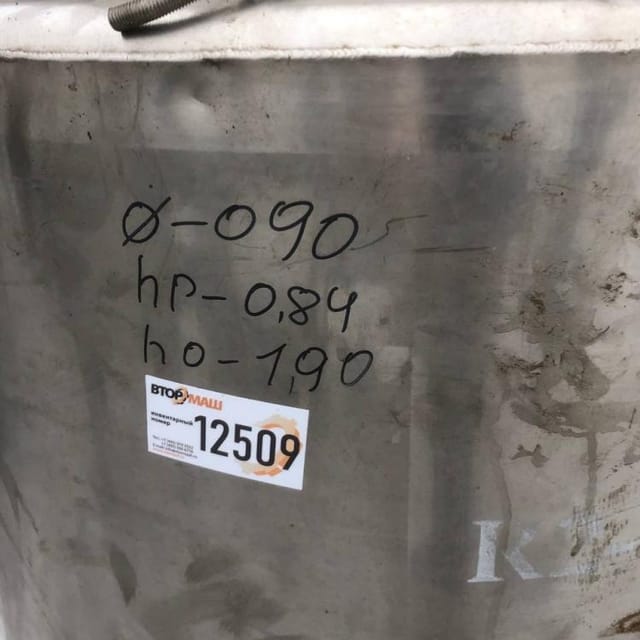 ø-090
hp-0,84
ho-1,90
ВТОРМАШ
инвентарный
номер
12509